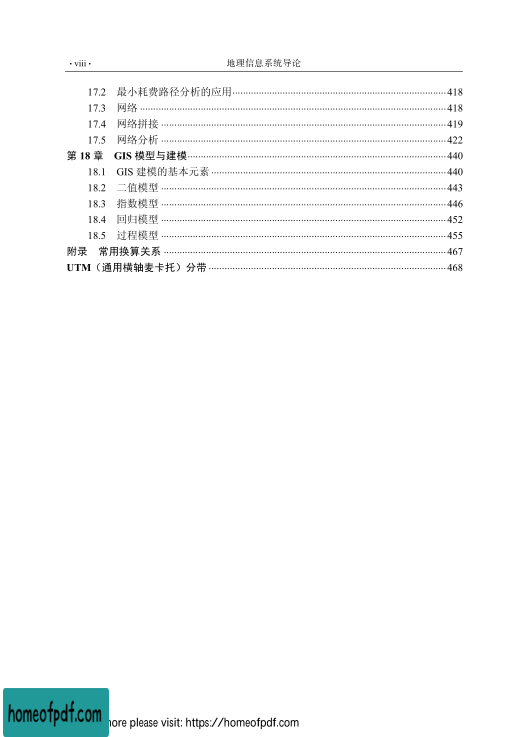 · viii · 地理信息系统导论
17.2 最小耗费路径分析的应用 418
17.3 网络 418
17.4 网络拼接 419
17.5 网络分析 422
第 18 章 GIS 模型与建模 440
18.1 GIS 建模的基本元素 440
18.2 二值模型 443
18.3 指数模型 446
18.4 回归模型 452
18.5 过程模型 455
附录 常用换算关系 467
UTM（通用横轴麦卡托）分带 468
homeofpdf.com
please visit: https://homeofpdf.com